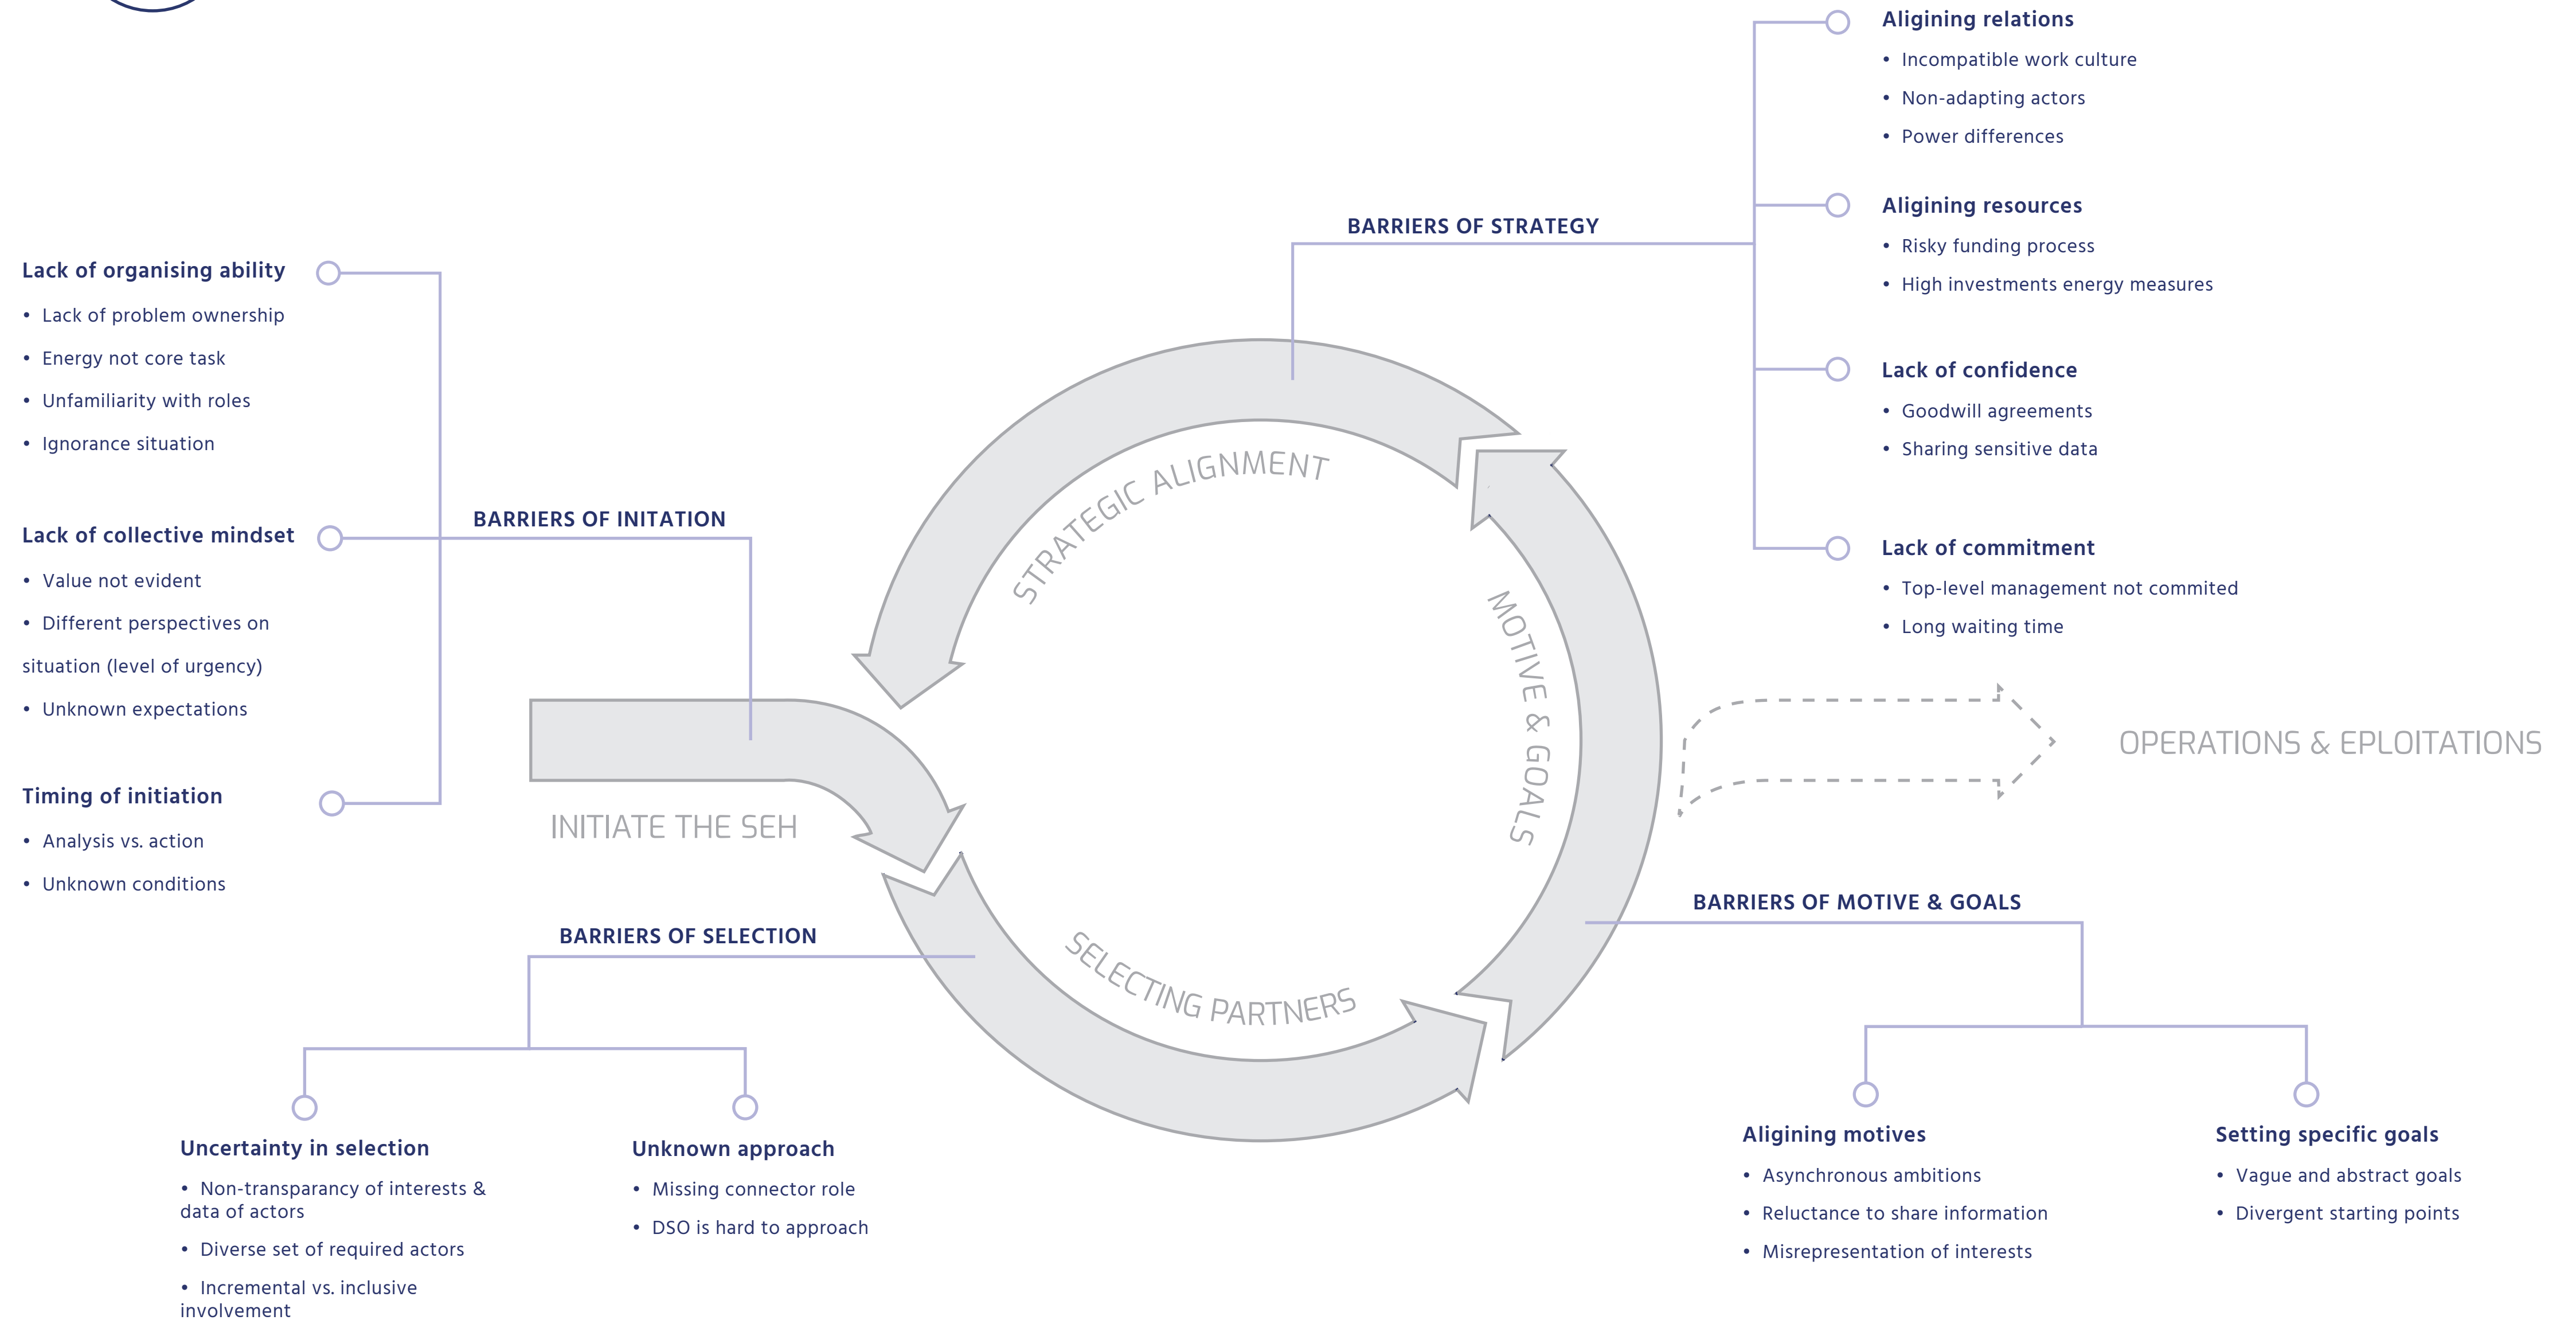 Aligining relations
• Incompatible work culture
• Non-adapting actors
• Power differences
Aligining resources
• Risky funding process
• High investments energy measures
Lack of confidence
• Goodwill agreements
• Sharing sensitive data
Lack of commitment
• Top-level management not commited
• Long waiting time
BARRIERS OF STRATEGY
Lack of organising ability
• Lack of problem ownership
• Energy not core task
• Unfamiliarity with roles
• Ignorance situation
Lack of collective mindset
• Value not evident
• Different perspectives on
situation (level of urgency)
• Unknown expectations
Timing of initiation
• Analysis vs. action
• Unknown conditions
BARRIERS OF INITATION
STRATEGIC ALIGNMENT
MOTIVE & GOALS
SELECTING PARTNERS
INITIATE THE SEH
OPERATIONS & EPLOITATIONS
BARRIERS OF SELECTION
Uncertainty in selection
• Non-transparancy of interests &
data of actors
• Diverse set of required actors
• Incremental vs. inclusive
involvement
Unknown approach
• Missing connector role
• DSO is hard to approach
BARRIERS OF MOTIVE & GOALS
Aligining motives
• Asynchronous ambitions
• Reluctance to share information
• Misrepresentation of interests
Setting specific goals
• Vague and abstract goals
• Divergent starting points